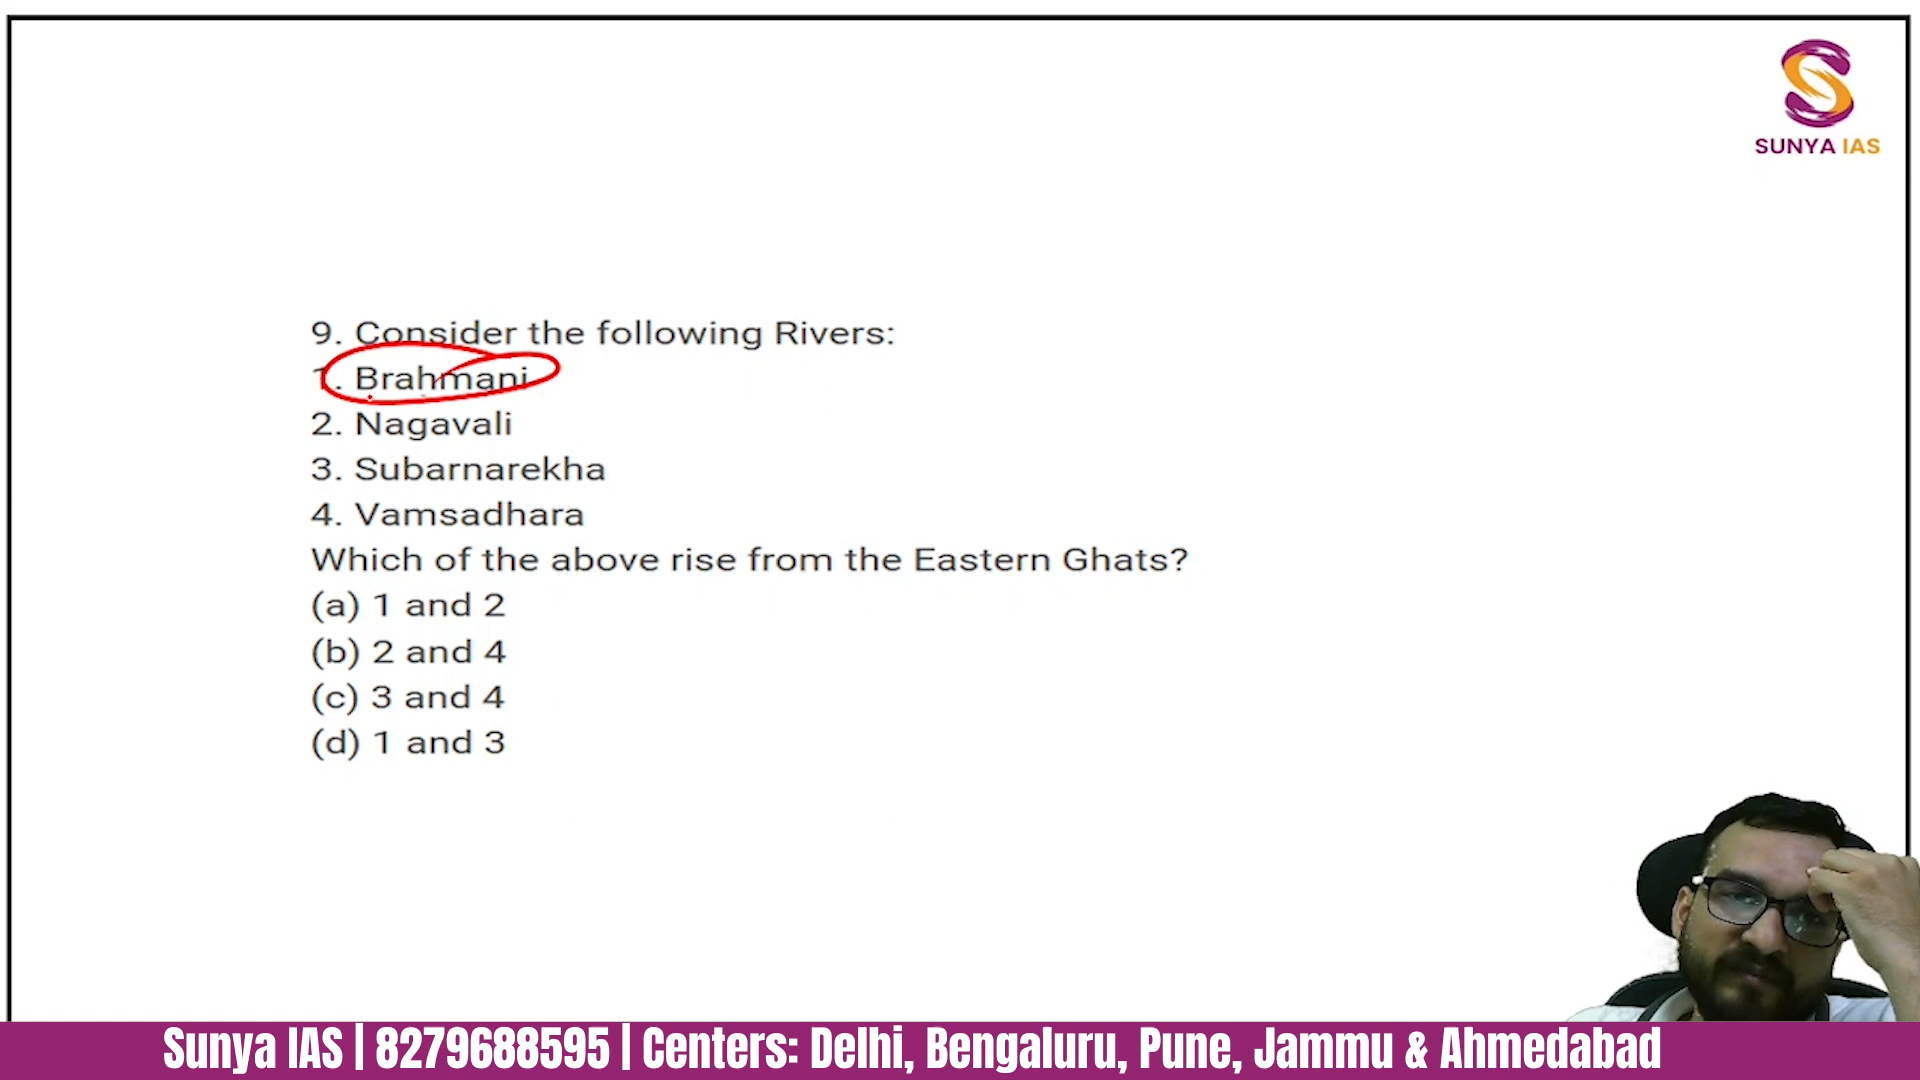 SUNYA IAS
9. Consider the following Rivers:
1. Brahmani
2. Nagavali
3. Subarnarekha
4. Vamsadhara
Which of the above rise from the Eastern Ghats?
(a) 1 and 2
(b) 2 and 4
(c) 3 and 4
(d) 1 and 3
Sunya IAS | 8279688595 | Centers: Delhi, Bengaluru, Pune, Jammu & Ahmedabad